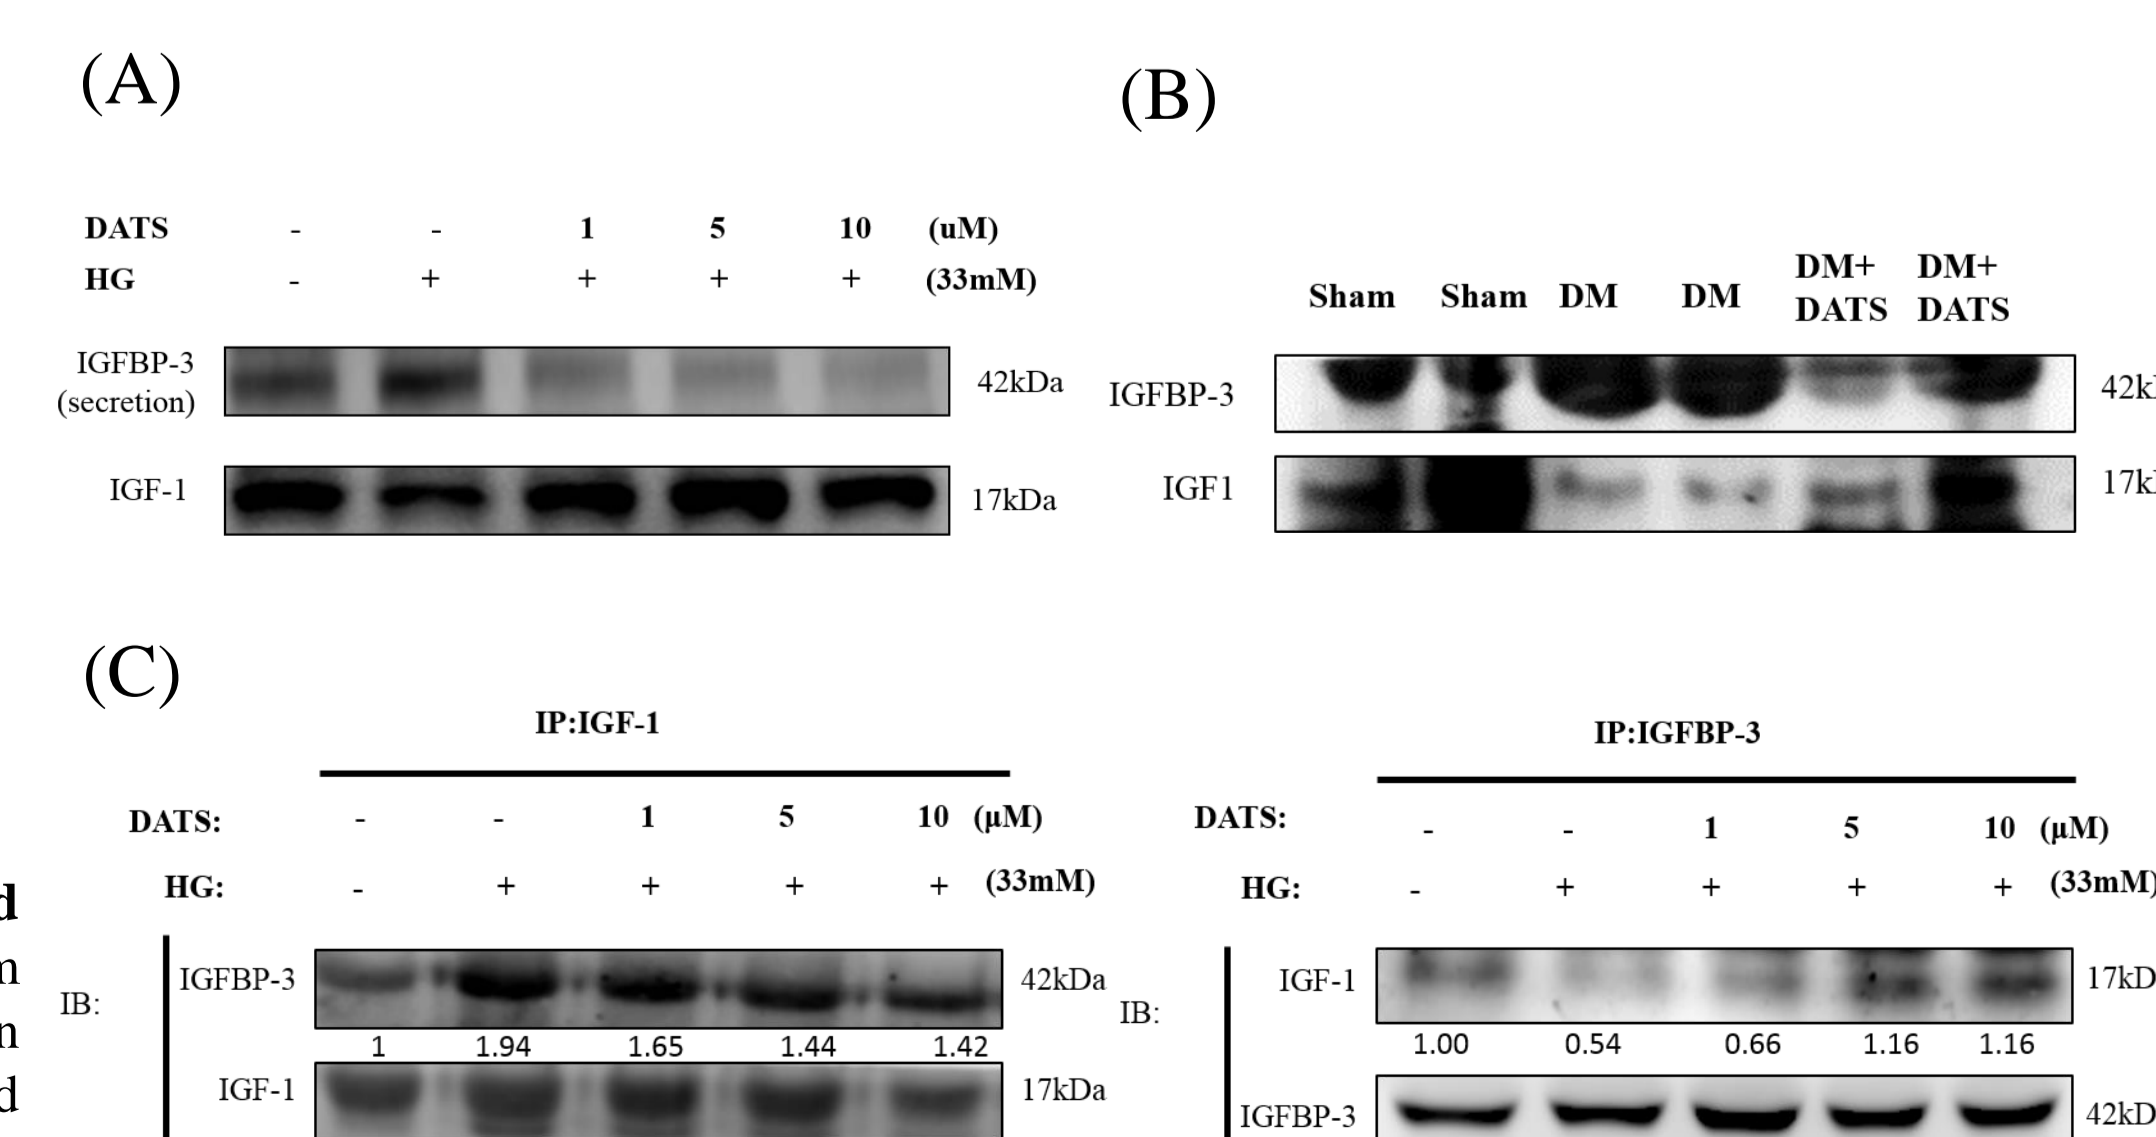 (A)
DATS - - 1 5 10 (uM)
HG - + + + + (33mM)
IGFBP-3
(secretion)
42kDa
IGF-1 17kDa
(B)
Sham Sham DM DM DM+ DM+
DATS DATS
IGFBP-3 42k
IGF1 17k
(C)
IP:IGF-1
DATS: - - 1 5 10 (μM)
HG: - + + + + (33mM)
IB:
IGFBP-3 42kDa
1 1.94 1.65 1.44 1.42
IGF-1 17kDa
IP:IGFBP-3
DATS: - - 1 5 10 (μM)
HG: - + + + + (33mM)
IB:
IGF-1 17kD
1.00 0.54 0.66 1.16 1.16
IGFBP-3 42kD
d
n
d